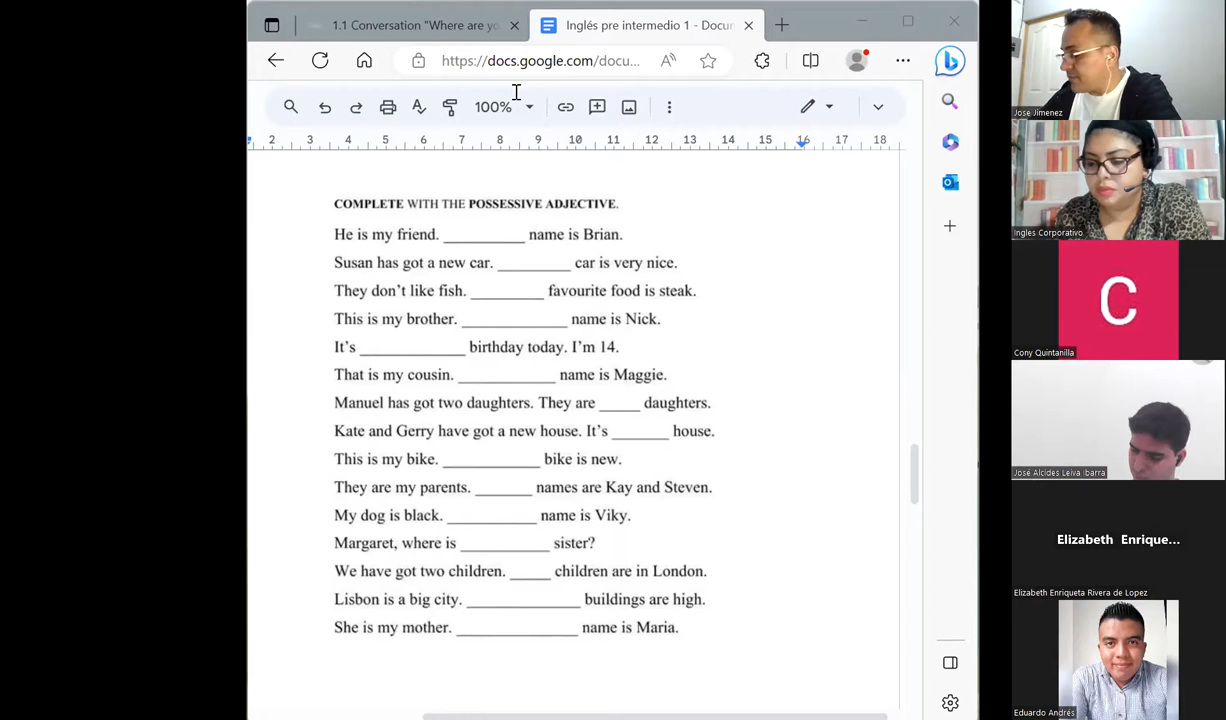 1.1 Conversation "Where are yo
Inglés pre intermedio 1 - Docur
https://docs.google.com/docu...
100%
2 3 4 5 6 7 8 9 10 11 12 13 14 15 16 17 18
COMPLETE WITH THE POSSESSIVE ADJECTIVE.
He is my friend. __________ name is Brian.
Susan has got a new car. _________ car is very nice.
They don't like fish. _________ favourite food is steak.
This is my brother. _____________ name is Nick.
It's _____________ birthday today. I'm 14.
That is my cousin. ____________ name is Maggie.
Manuel has got two daughters. They are _____ daughters.
Kate and Gerry have got a new house. It's _______ house.
This is my bike. ____________ bike is new.
They are my parents. _______ names are Kay and Steven.
My dog is black. ___________ name is Viky.
Margaret, where is ___________ sister?
We have got two children. _____ children are in London.
Lisbon is a big city. ______________ buildings are high.
She is my mother. _______________ name is Maria.
Jose Jimenez
Ingles Corporativo
C
Cony Quintanilla
José Alcides Leiva Ibarra
Elizabeth Enrique...
Elizabeth Enriqueta Rivera de Lopez
Eduardo Andrés